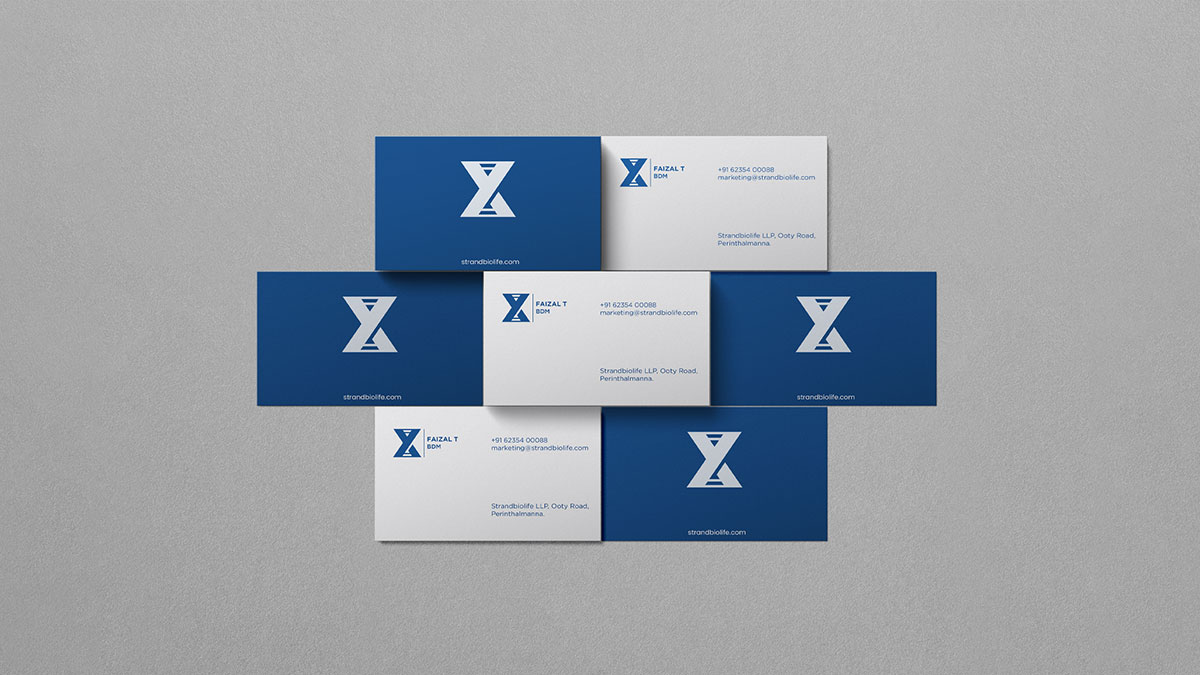 FAIZAL T
BDM
+91 62354 00088
marketing@strandbiolife.com
Strandbiolife LLP, Ooty Road,
Perinthalmanna.
strandbiolife.com
FAIZAL T
BDM
+91 62354 00088
marketing@strandbiolife.com
Strandbiolife LLP, Ooty Road,
Perinthalmanna.
strandbiolife.com
strandbiolife.com
FAIZAL T
BDM
+91 62354 00088
marketing@strandbiolife.com
Strandbiolife LLP, Ooty Road,
Perinthalmanna.
strandbiolife.com